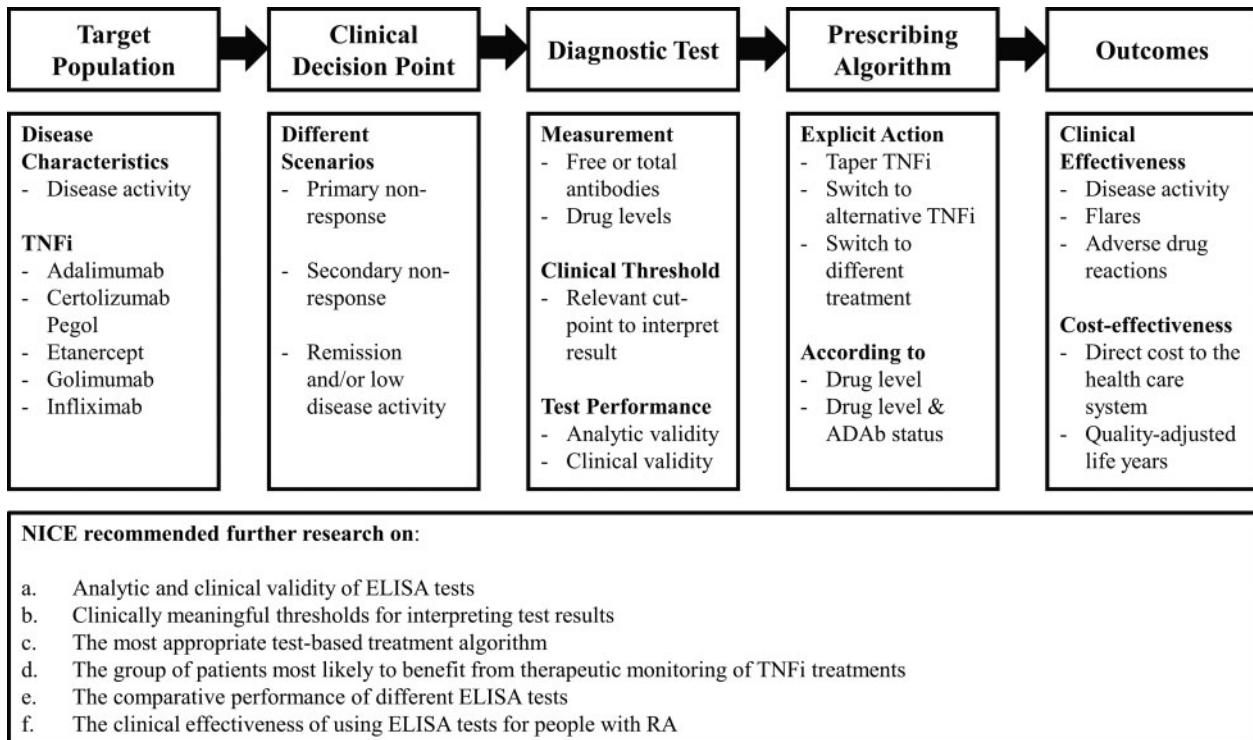 Target
Population
Clinical
Decision Point
Diagnostic Test
Prescribing
Algorithm
Outcomes
Disease
Characteristics
- Disease activity
TNFi
- Adalimumab
- Certolizumab
Pegol
- Etanercept
- Golimumab
- Infliximab
Different
Scenarios
- Primary non-
response
- Secondary non-
response
- Remission
and/or low
disease activity
Measurement
- Free or total
antibodies
- Drug levels
Clinical Threshold
- Relevant cut-
point to interpret
result
Test Performance
- Analytic validity
- Clinical validity
Explicit Action
- Taper TNFi
- Switch to
alternative TNFi
- Switch to
different
treatment
According to
- Drug level
- Drug level &
ADAb status
Clinical
Effectiveness
- Disease activity
- Flares
- Adverse drug
reactions
Cost-effectiveness
- Direct cost to the
health care
system
- Quality-adjusted
life years
NICE recommended further research on:
a. Analytic and clinical validity of ELISA tests
b. Clinically meaningful thresholds for interpreting test results
c. The most appropriate test-based treatment algorithm
d. The group of patients most likely to benefit from therapeutic monitoring of TNFi treatments
e. The comparative performance of different ELISA tests
f. The clinical effectiveness of using ELISA tests for people with RA